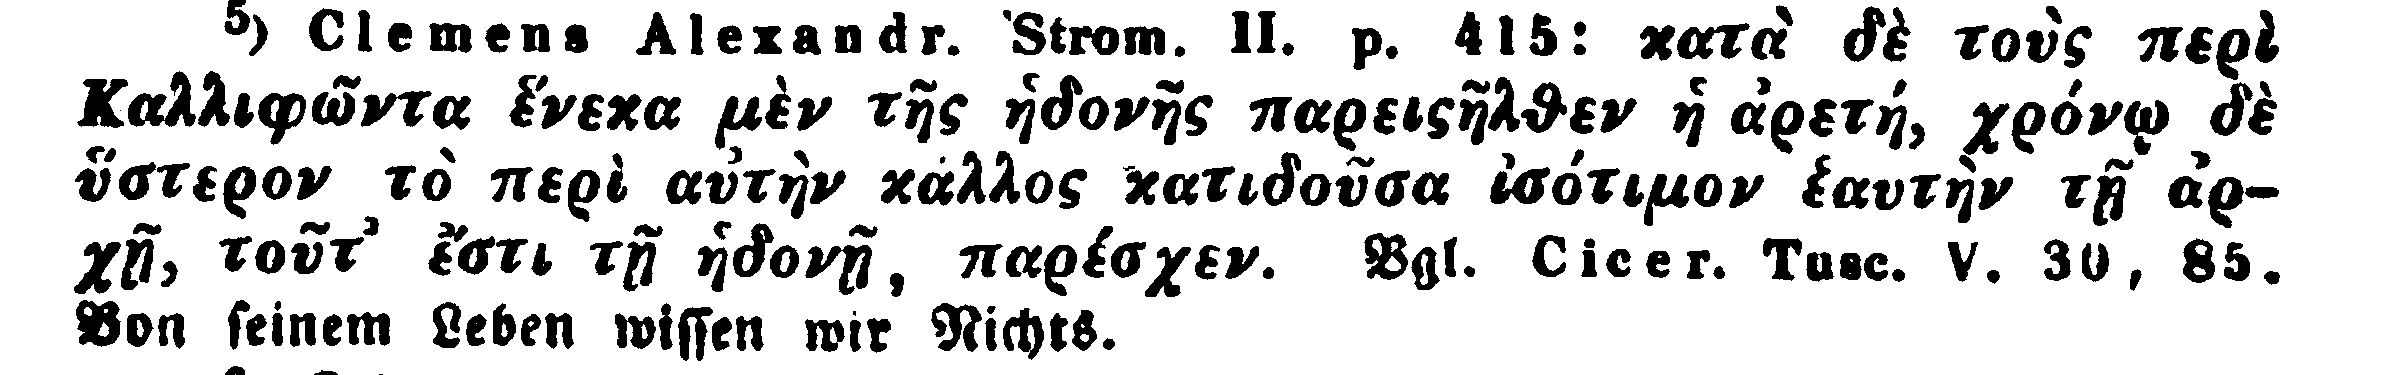 5) Clemens Alexandr. Strom. II. p. 415: κατὰ δὲ τοὺς περὶ
Καλλιφῶντα ἕνεκα μὲν τῆς ἡδονῆς παρειςῆλθεν ἡ ἀρετή, χρόνῳ δὲ
ὕστερον τὸ περὶ αὐτὴν κάλλος κατιδοῦσα ἰσότιμον ἑαυτὴν τῇ ἀρ-
χῇ, τοῦτ᾽ ἔστι τῇ ἡδονῇ, παρέσχεν. Vgl. Cicer. Tusc. V. 30, 85.
Von ſeinem Leben wiſſen wir Nichts.